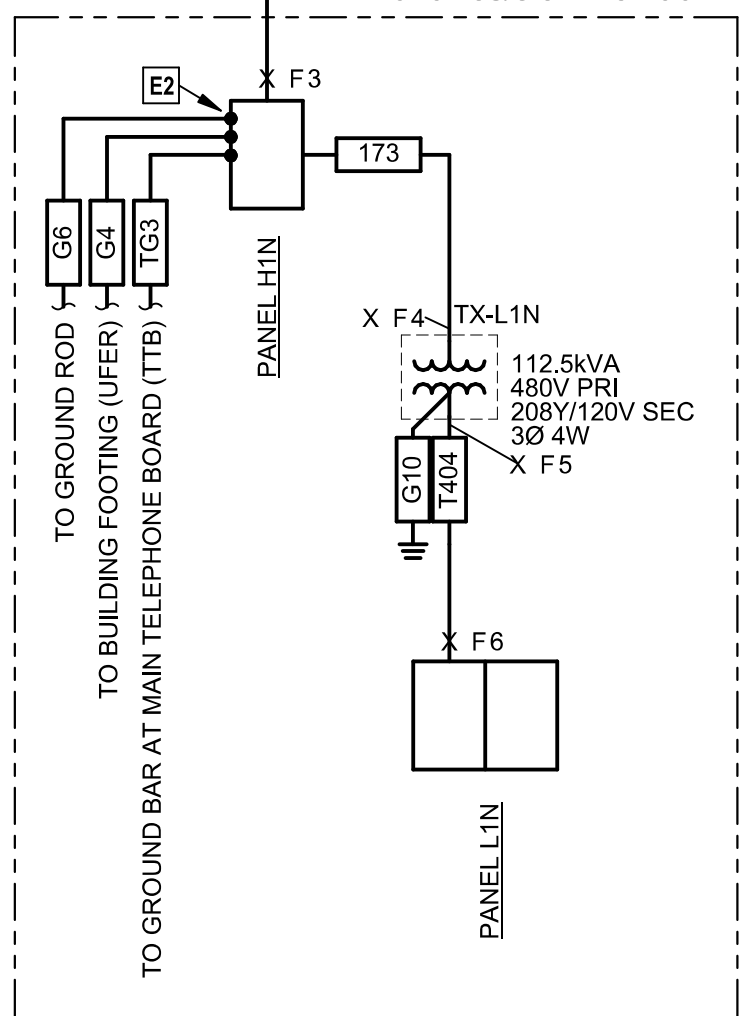 E2
X F3
173
G6
G4
TG3
PANEL H1N
TO GROUND ROD
TO BUILDING FOOTING (UFER)
TO GROUND BAR AT MAIN TELEPHONE BOARD (TTB)
X F4
TX-L1N
112.5kVA
480V PRI
208Y/120V SEC
3Ø 4W
X F5
G10
T404
X F6
PANEL L1N